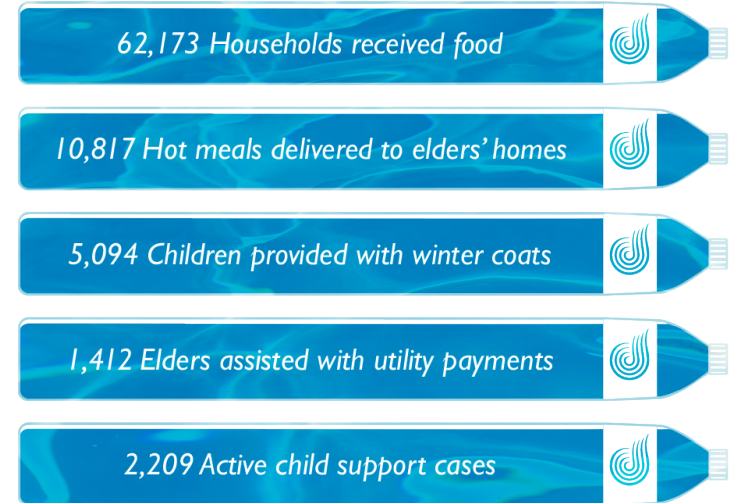 62,173 Households received food
10,817 Hot meals delivered to elders’ homes
5,094 Children provided with winter coats
1,412 Elders assisted with utility payments
2,209 Active child support cases